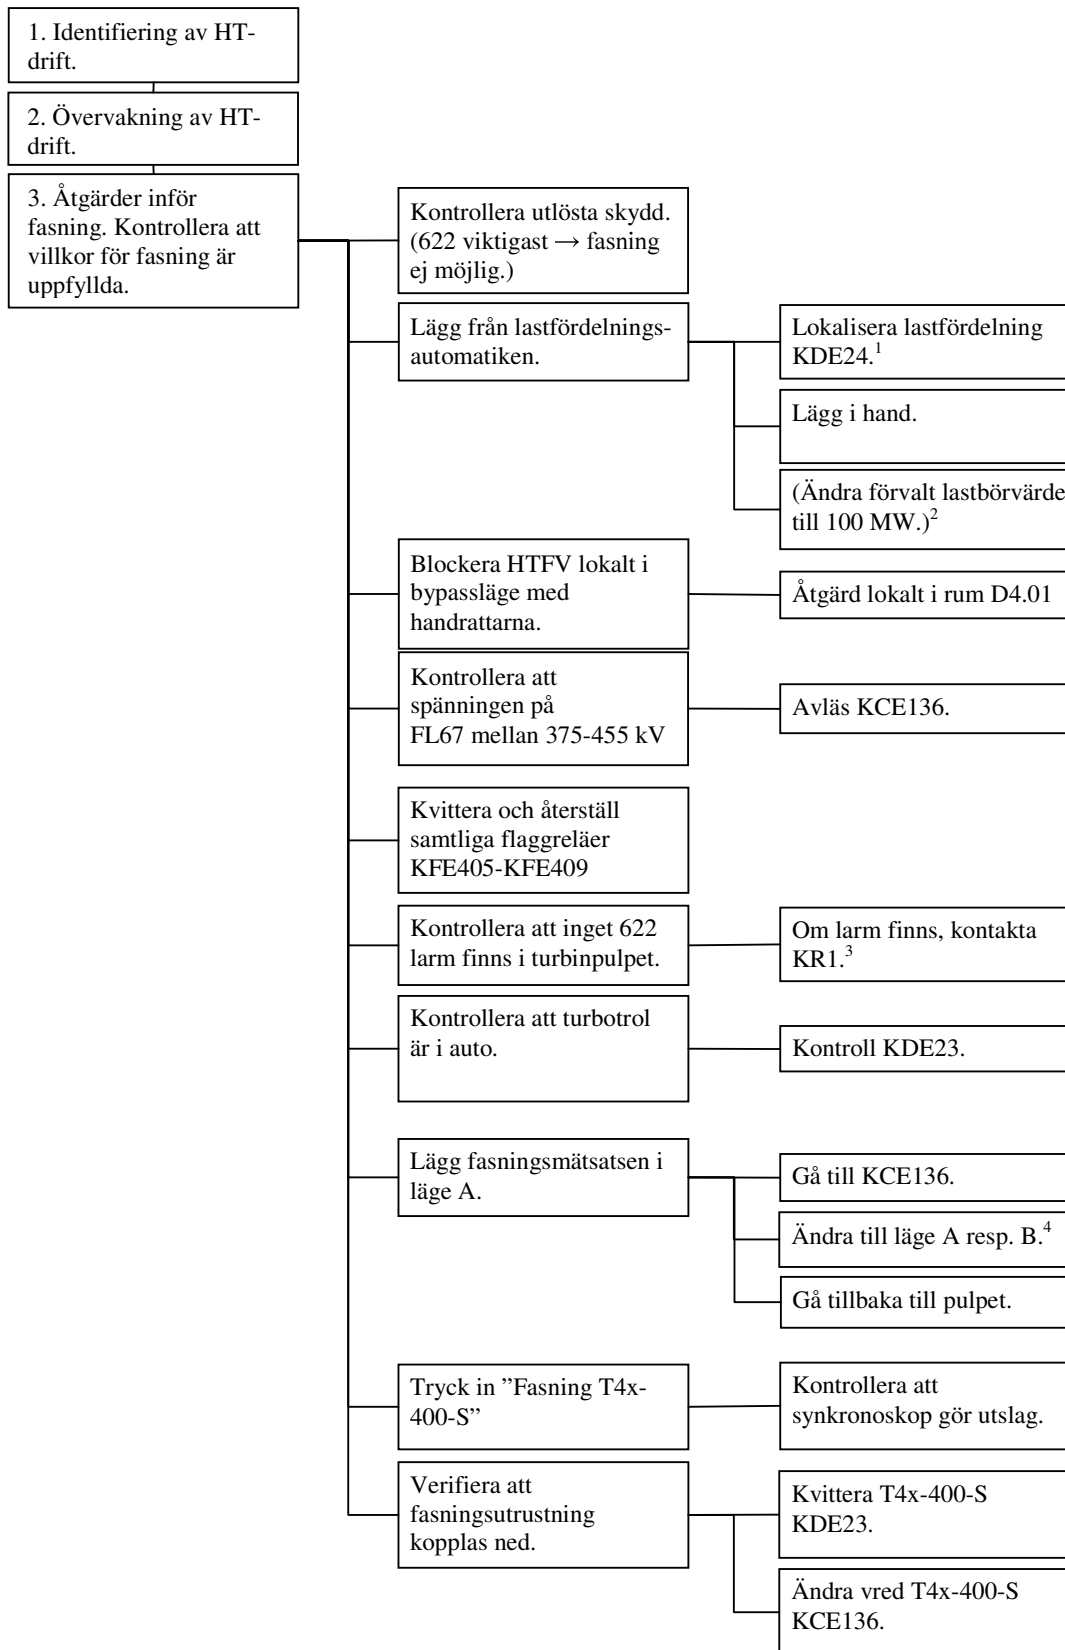 1. Identifiering av HT-
drift.
2. Övervakning av HT-
drift.
3. Åtgärder inför
fasning. Kontrollera att
villkor för fasning är
uppfyllda.
Kontrollera utlösta skydd.
(622 viktigast → fasning
ej möjlig.)
Lägg från lastfördelnings-
automatiken.
Lokalisera lastfördelning
KDE24.¹
Lägg i hand.
(Ändra förvalt lastbörvärde
till 100 MW.)²
Blockera HTFV lokalt i
bypassläge med
handrattarna.
Åtgärd lokalt i rum D4.01
Kontrollera att
spänningen på
FL67 mellan 375-455 kV
Avläs KCE136.
Kvittera och återställ
samtliga flaggreläer
KFE405-KFE409
Kontrollera att inget 622
larm finns i turbinpulpet.
Om larm finns, kontakta
KR1.³
Kontrollera att turbotrol
är i auto.
Kontroll KDE23.
Lägg fasningsmätsatsen i
läge A.
Gå till KCE136.
Ändra till läge A resp. B.⁴
Gå tillbaka till pulpet.
Tryck in ”Fasning T4x-
400-S”
Kontrollera att
synkronoskop gör utslag.
Verifiera att
fasningsutrustning
kopplas ned.
Kvittera T4x-400-S
KDE23.
Ändra vred T4x-400-S
KCE136.